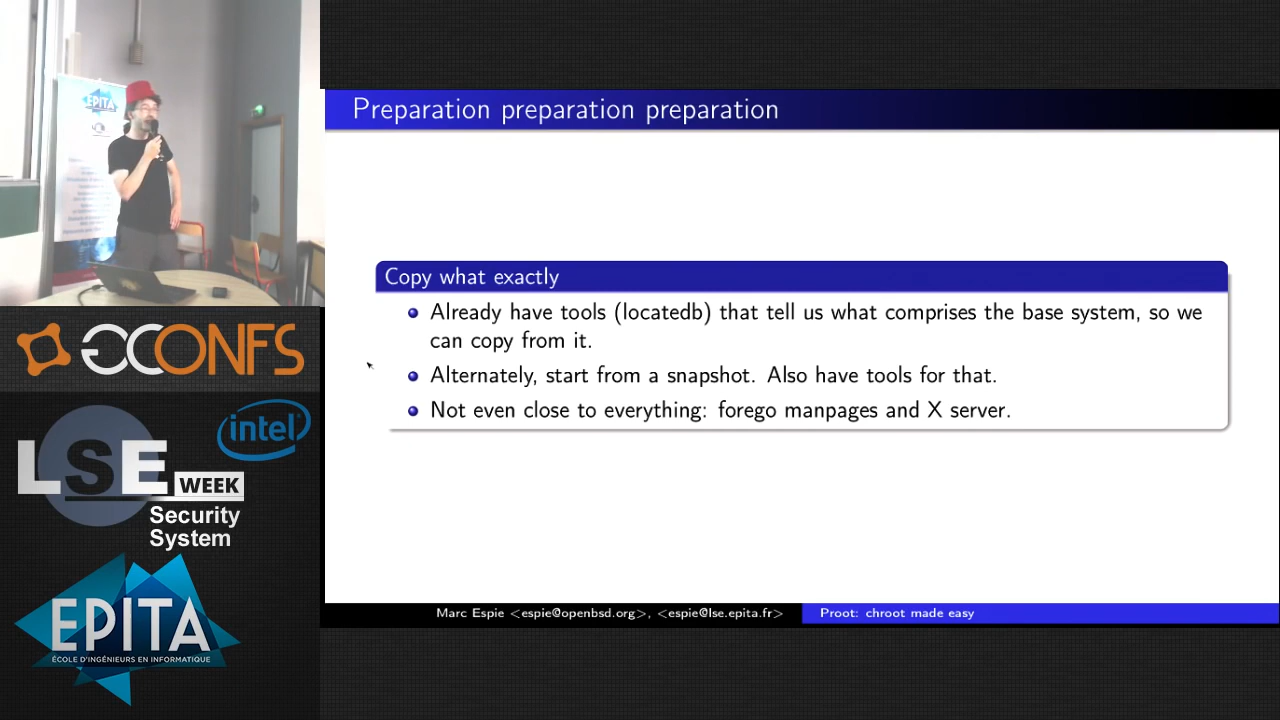 Preparation preparation preparation
Copy what exactly
Already have tools (locatedb) that tell us what comprises the base system, so we
can copy from it.
Alternately, start from a snapshot. Also have tools for that.
Not even close to everything: forego manpages and X server.
Marc Espie <espie@openbsd.org>, <espie@lse.epita.fr>
Proot: chroot made easy
EPITA
GCONFS
intel
LSE
WEEK
Security
System
EPITA
ÉCOLE D'INGÉNIEURS EN INFORMATIQUE